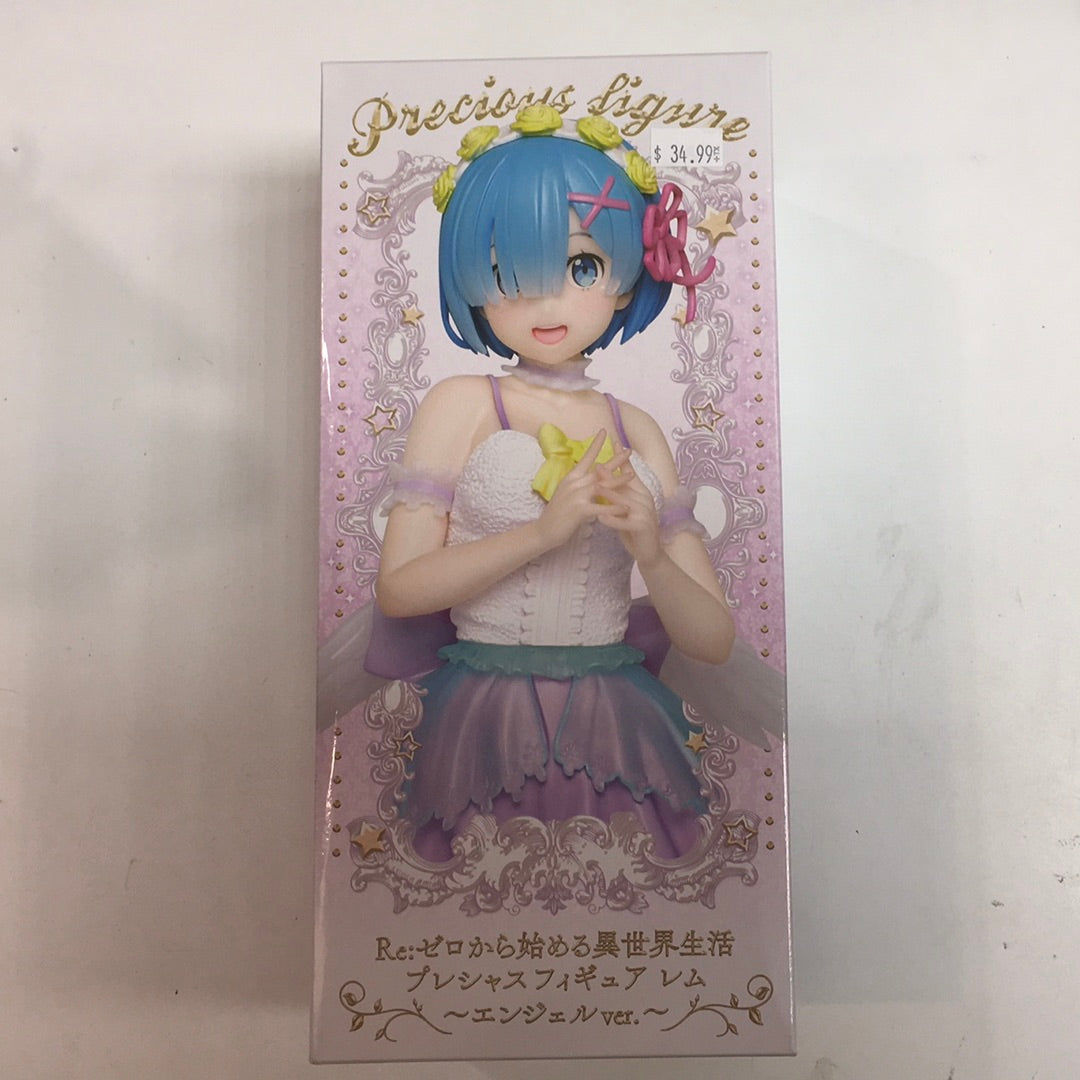 Precious figure
$ 34.99
Re:ゼロから始める異世界生活
プレシャスフィギュア レム
～エンジェルver.～